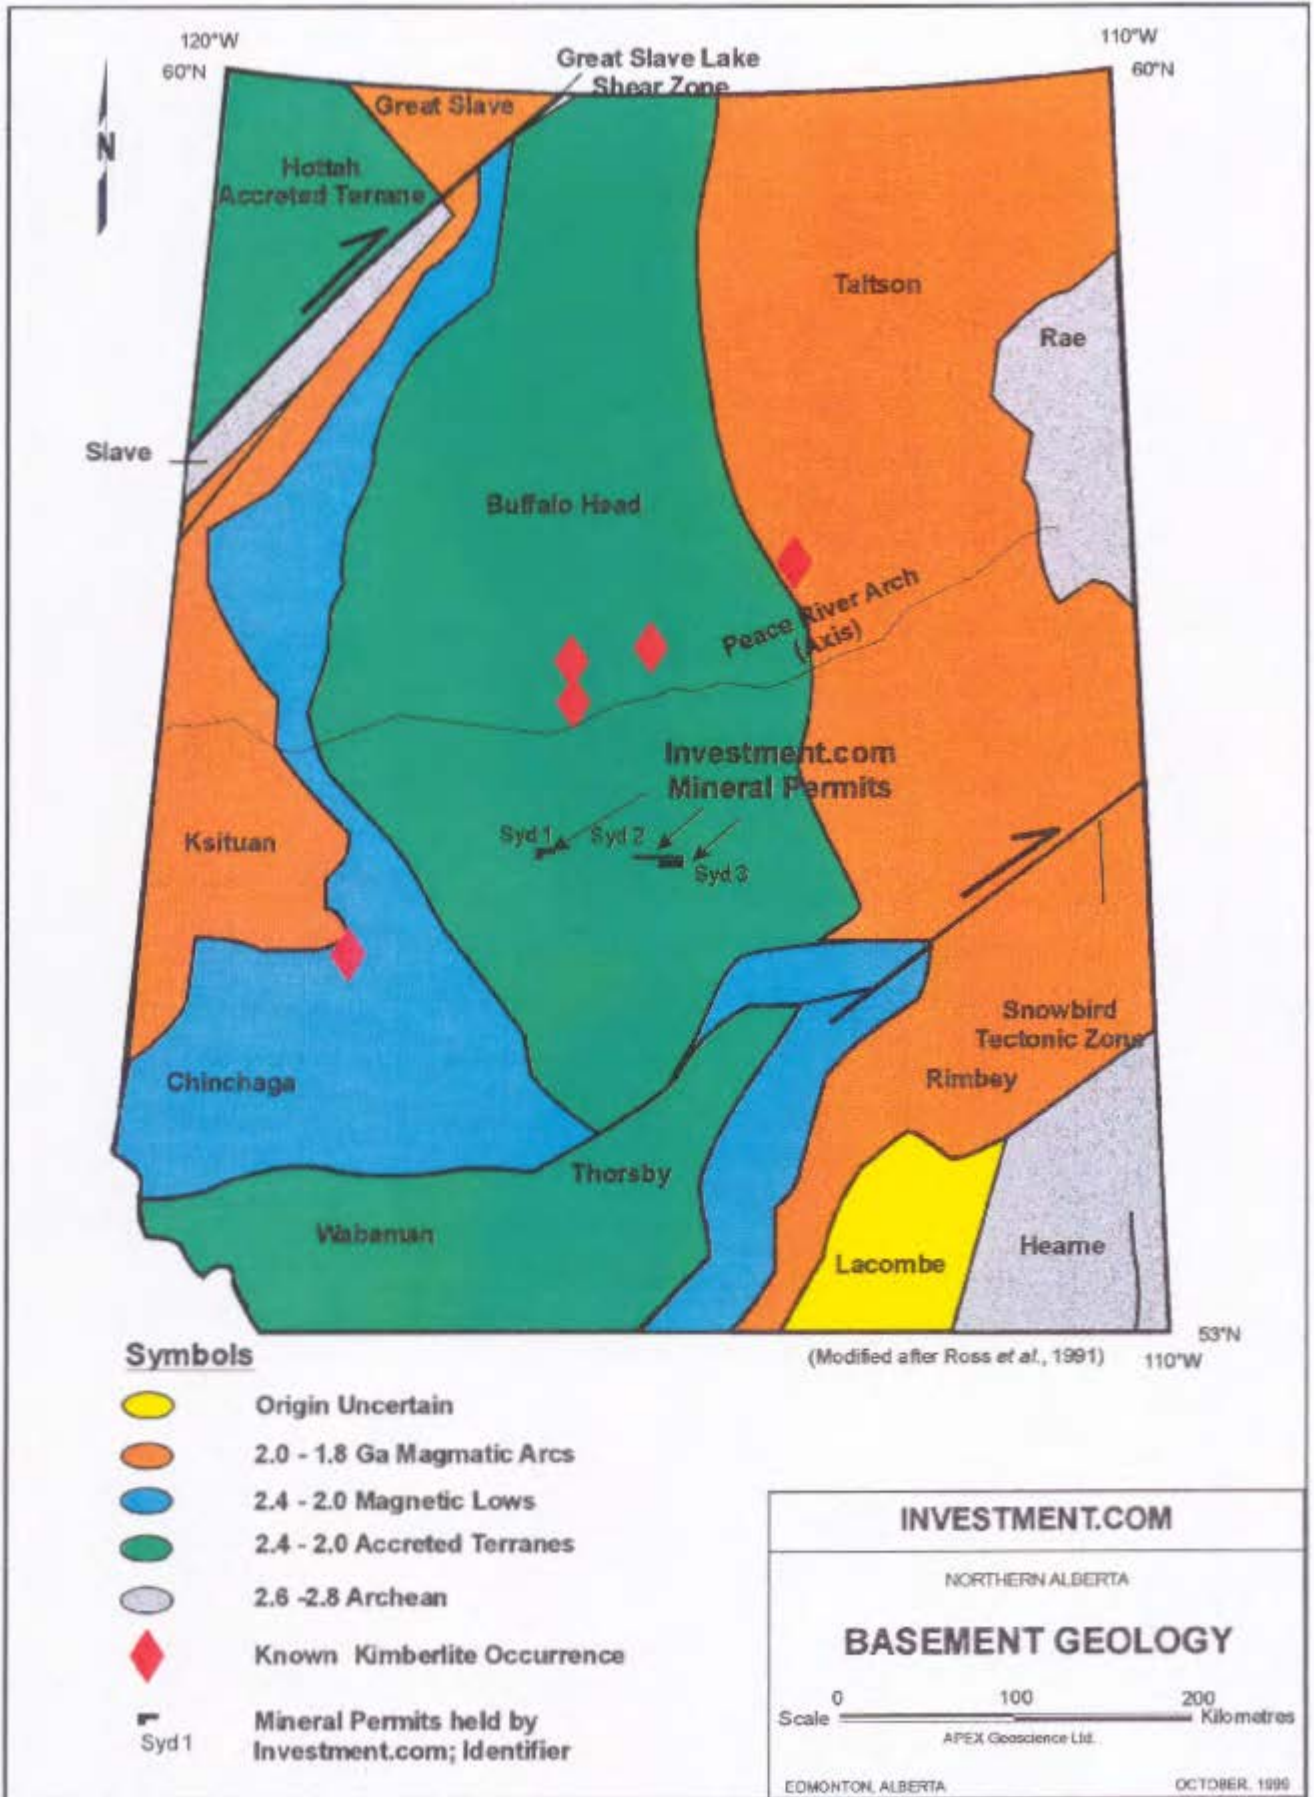 120°W
110°W
60°N
60°N
Great Slave Lake
Shear Zone
Great Slave
N
Hottah
Accreted Terrane
Taltson
Rae
Slave
Buffalo Head
Peace River Arch
(Axis)
Investment.com
Mineral Permits
Syd 1
Syd 2
Syd 3
Ksituan
Snowbird
Tectonic Zone
Rimbey
Chinchaga
Thorsby
Wabaman
Hearne
Lacombe
53°N
110°W
(Modified after Ross et al., 1991)
Symbols
Origin Uncertain
2.0 - 1.8 Ga Magmatic Arcs
2.4 - 2.0 Magnetic Lows
2.4 - 2.0 Accreted Terranes
2.6 -2.8 Archean
Known Kimberlite Occurrence
Syd 1
Mineral Permits held by
Investment.com; Identifier
INVESTMENT.COM
NORTHERN ALBERTA
BASEMENT GEOLOGY
0 100 200
Scale Kilometres
APEX Geoscience Ltd.
EDMONTON, ALBERTA
OCTOBER, 1999